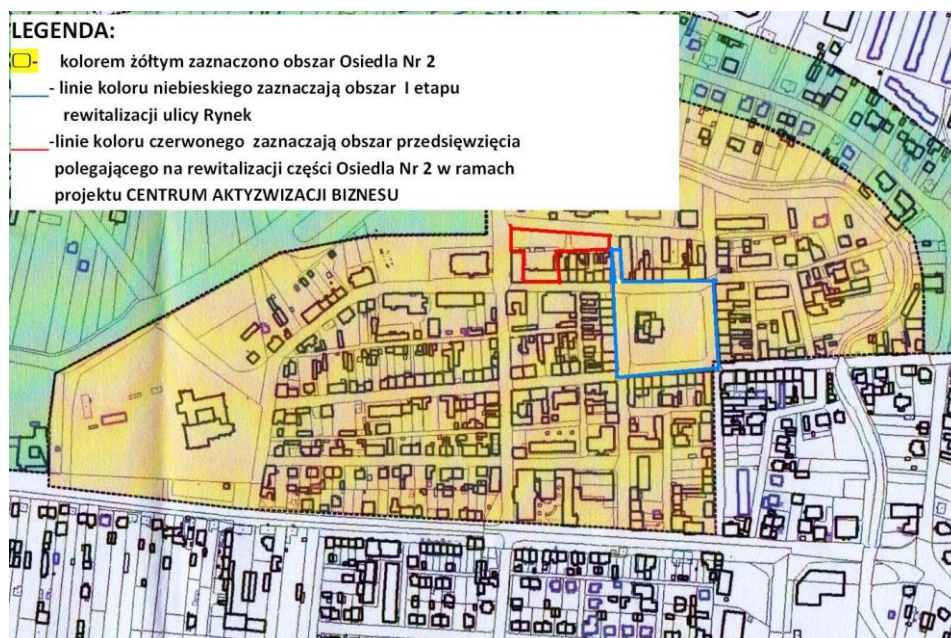 LEGENDA:
- kolorem żółtym zaznaczono obszar Osiedla Nr 2
- linie koloru niebieskiego zaznaczają obszar I etapu
rewitalizacji ulicy Rynek
-linie koloru czerwonego zaznaczają obszar przedsięwzięcia
polegającego na rewitalizacji części Osiedla Nr 2 w ramach
projektu CENTRUM AKTYZWIZACJI BIZNESU